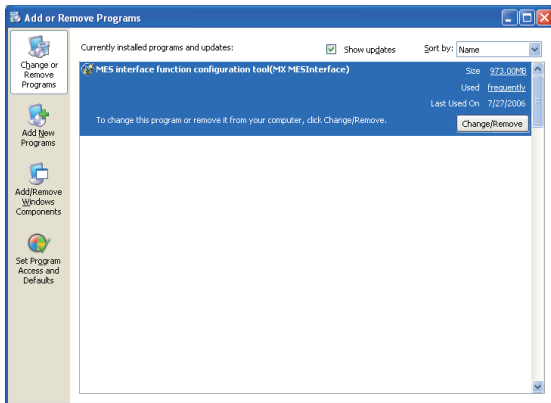 Add or Remove Programs
Change or
Remove
Programs
Add New
Programs
Add/Remove
Windows
Components
Set Program
Access and
Defaults
Currently installed programs and updates:
Show updates
Sort by: Name
MES interface function configuration tool(MX MESInterface)
Size 973.00MB
Used frequently
Last Used On 7/27/2006
To change this program or remove it from your computer, click Change/Remove.
Change/Remove